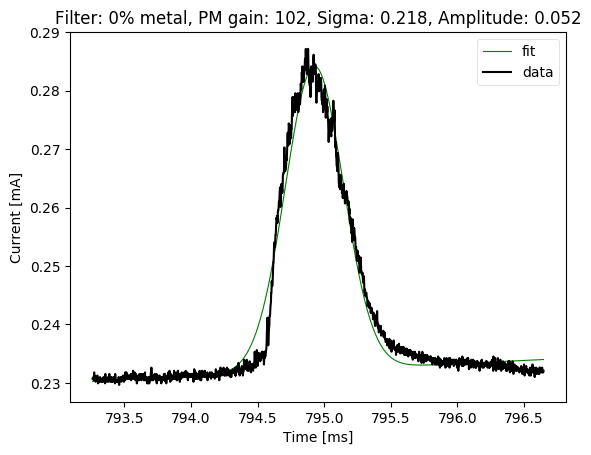 Filter: 0% metal, PM gain: 102, Sigma: 0.218, Amplitude: 0.052
0.29
fit
data
0.28
0.27
0.26
0.25
0.24
0.23
Current [mA]
793.5 794.0 794.5 795.0 795.5 796.0 796.5
Time [ms]